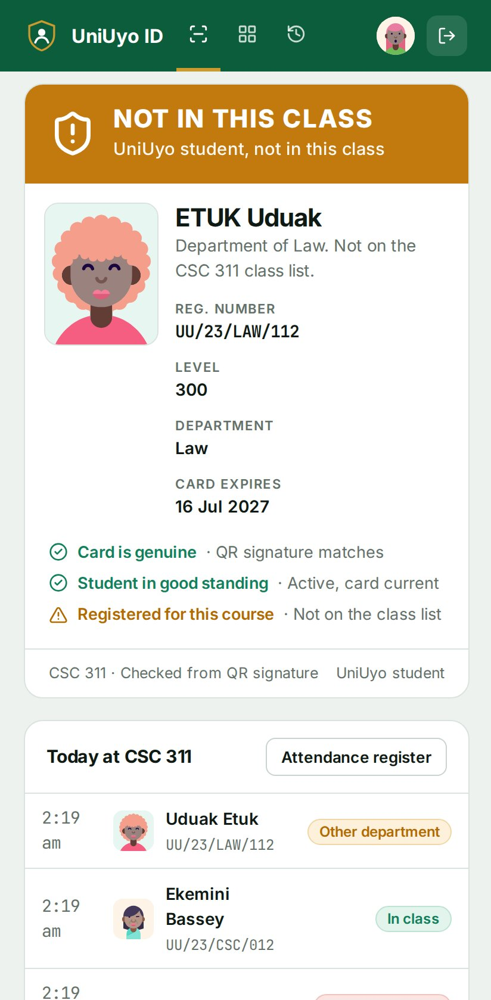 UniUyo ID
NOT IN THIS CLASS
UniUyo student, not in this class
ETUK Uduak
Department of Law. Not on the
CSC 311 class list.
REG. NUMBER
UU/23/LAW/112
LEVEL
300
DEPARTMENT
Law
CARD EXPIRES
16 Jul 2027
Card is genuine · QR signature matches
Student in good standing · Active, card current
Registered for this course · Not on the class list
CSC 311 · Checked from QR signature UniUyo student
Today at CSC 311 Attendance register
2:19 am
Uduak Etuk
UU/23/LAW/112
Other department
2:19 am
Ekemini
Bassey
UU/23/CSC/012
In class
2:19